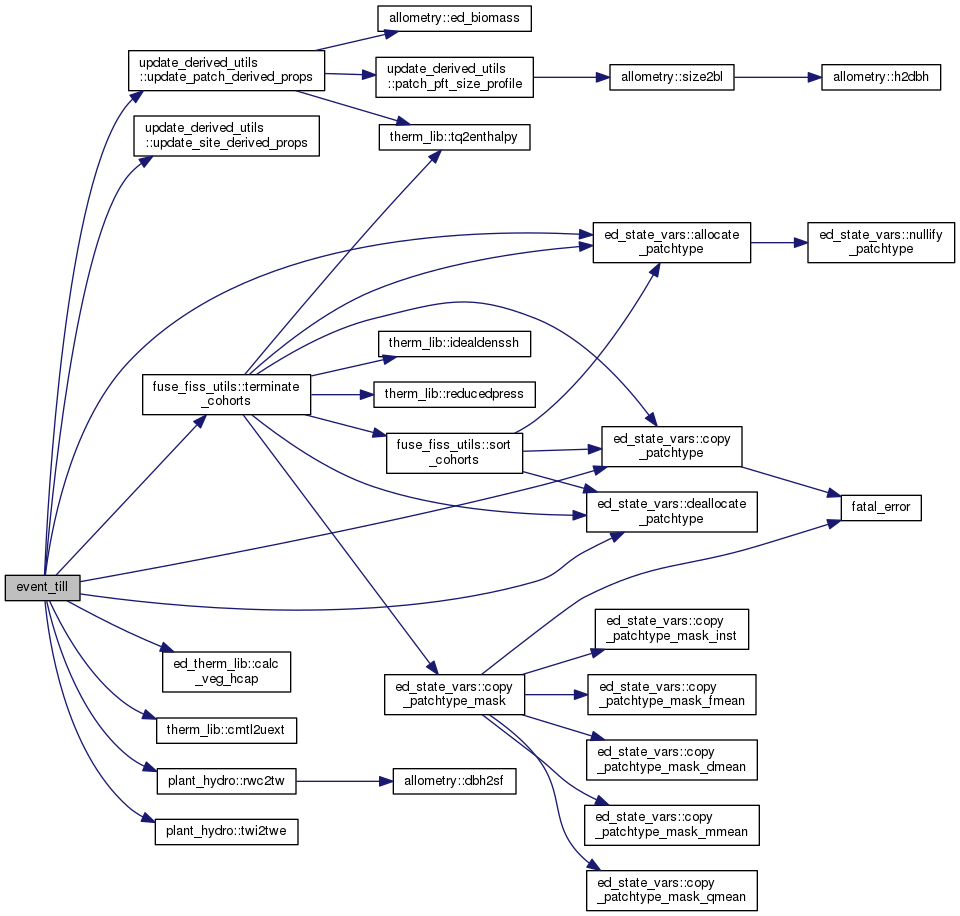 allometry::ed_biomass
update_derived_utils
::update_patch_derived_props
update_derived_utils
::patch_pft_size_profile
allometry::size2bl
allometry::h2dbh
update_derived_utils
::update_site_derived_props
therm_lib::tq2enthalpy
ed_state_vars::allocate
_patchtype
ed_state_vars::nullify
_patchtype
therm_lib::idealdenssh
fuse_fiss_utils::terminate
_cohorts
therm_lib::reducedpress
fuse_fiss_utils::sort
_cohorts
ed_state_vars::copy
_patchtype
ed_state_vars::deallocate
_patchtype
fatal_error
event_till
ed_state_vars::copy
_patchtype_mask_inst
ed_therm_lib::calc
_veg_hcap
ed_state_vars::copy
_patchtype_mask
ed_state_vars::copy
_patchtype_mask_fmean
therm_lib::cmtl2uext
ed_state_vars::copy
_patchtype_mask_dmean
plant_hydro::rwc2tw
allometry::dbh2sf
plant_hydro::twi2twe
ed_state_vars::copy
_patchtype_mask_mmean
ed_state_vars::copy
_patchtype_mask_qmean